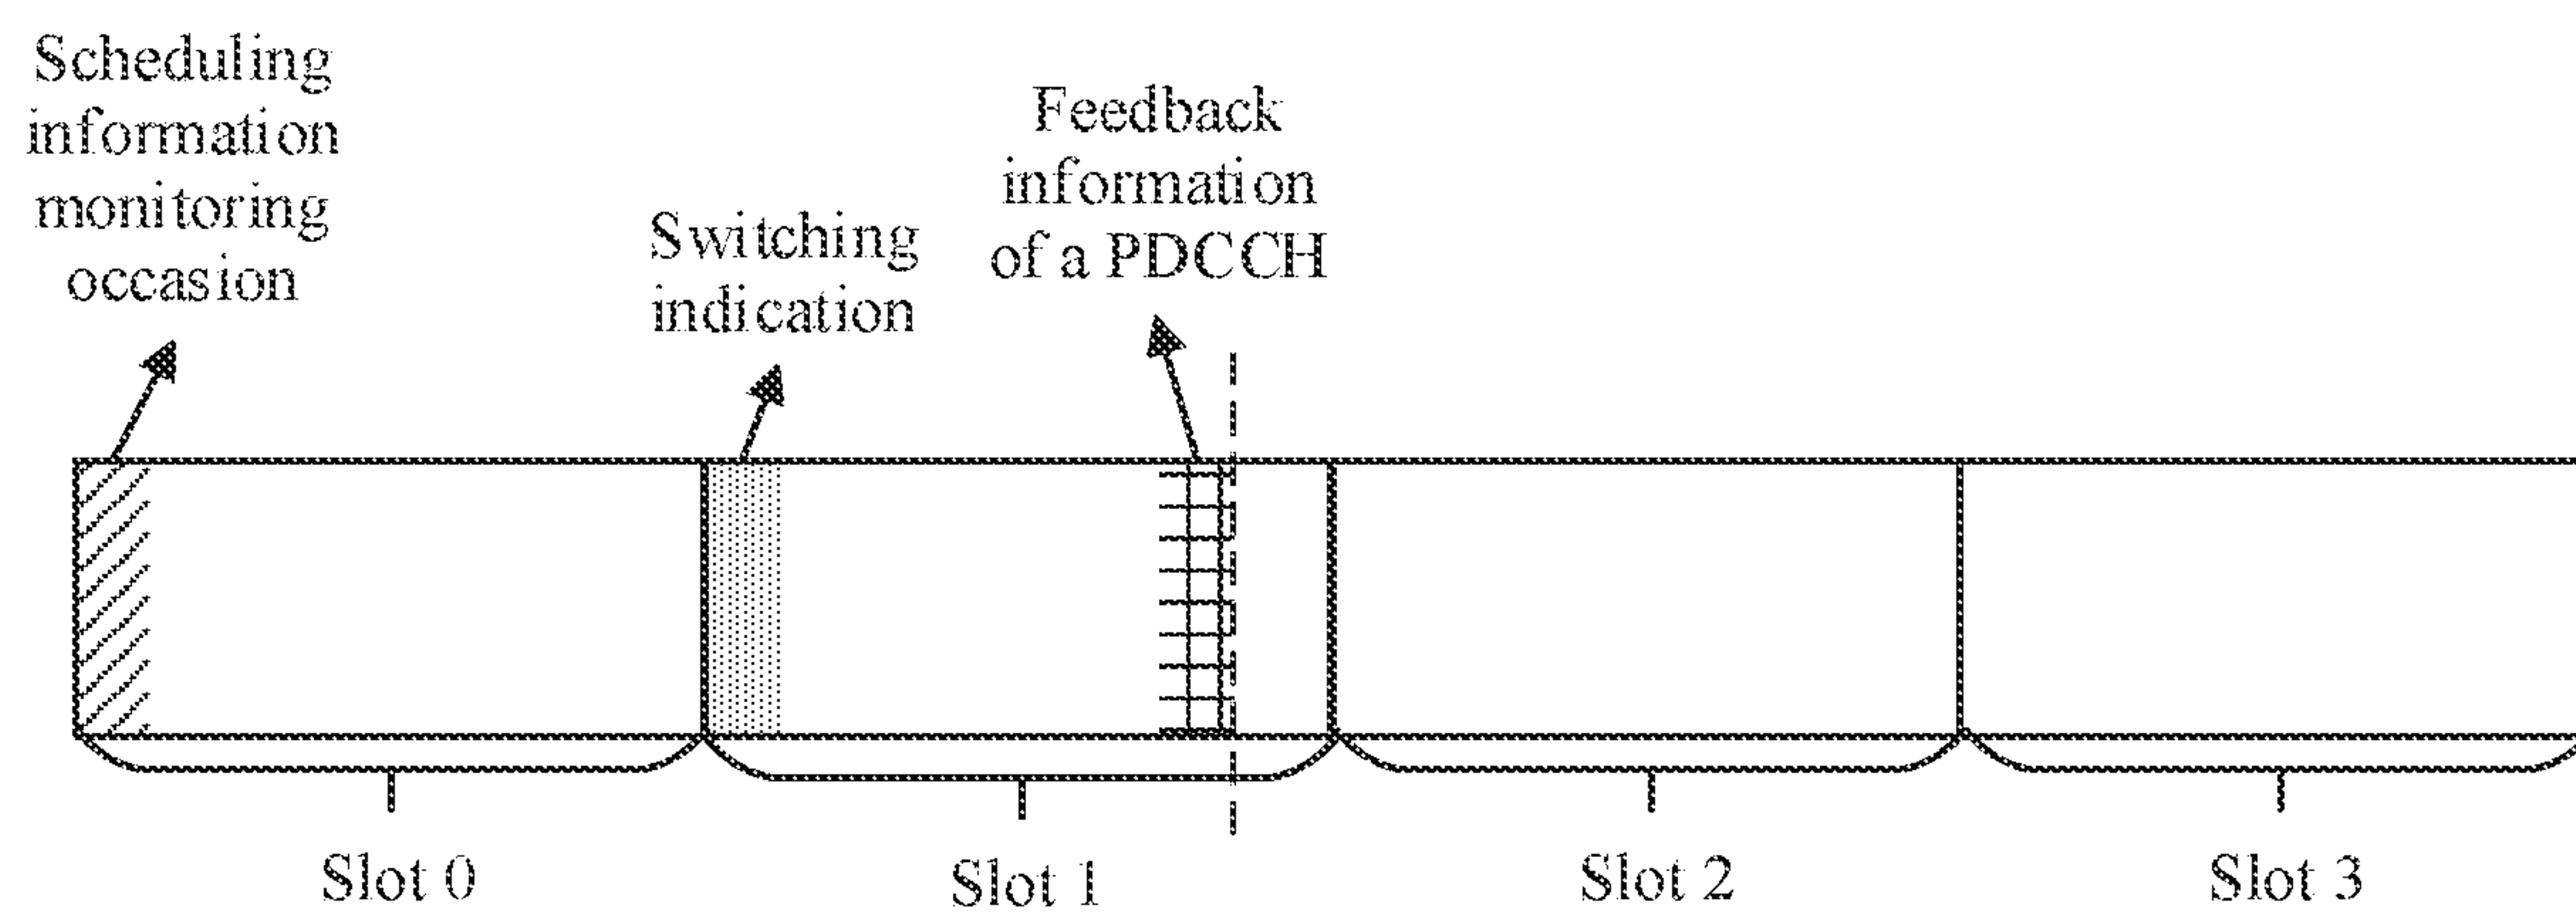 Scheduling
information
monitoring
occasion
Switching
indication
Feedback
information
of a PDCCH
Slot 0
Slot 1
Slot 2
Slot 3